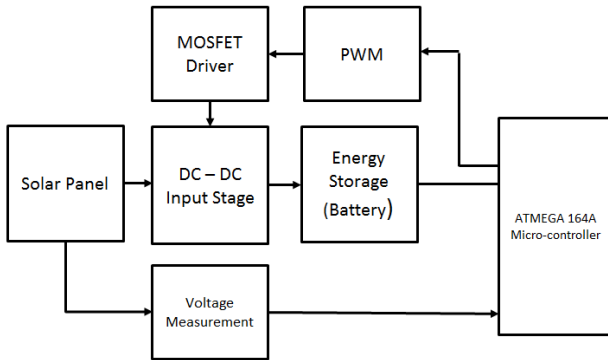 MOSFET
Driver
PWM
Solar Panel
DC – DC
Input Stage
Energy
Storage
(Battery)
ATMEGA 164A
Micro-controller
Voltage
Measurement